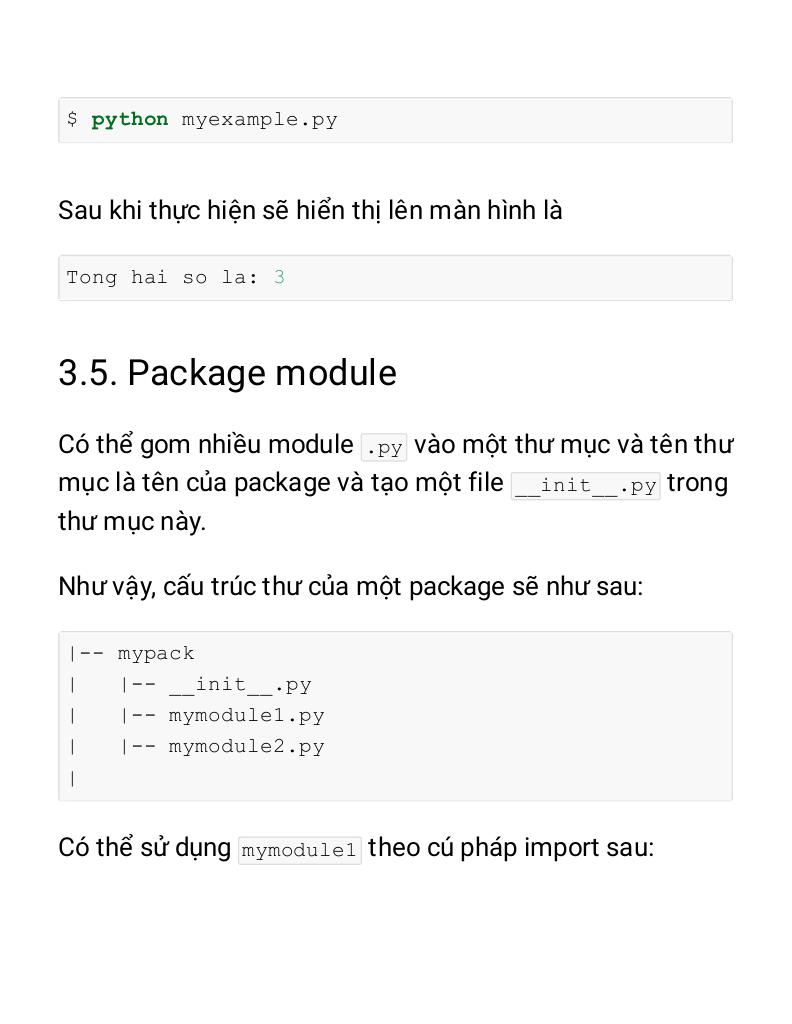 $ python myexample.py
Sau khi thực hiện sẽ hiển thị lên màn hình là
Tong hai so la: 3
3.5. Package module
Có thể gom nhiều module .py vào một thư mục và tên thư
mục là tên của package và tạo một file __init__.py trong
thư mục này.
Như vậy, cấu trúc thư của một package sẽ như sau:
|-- mypack
|   |-- __init__.py
|   |-- mymodule1.py
|   |-- mymodule2.py
|
Có thể sử dụng mymodule1 theo cú pháp import sau: